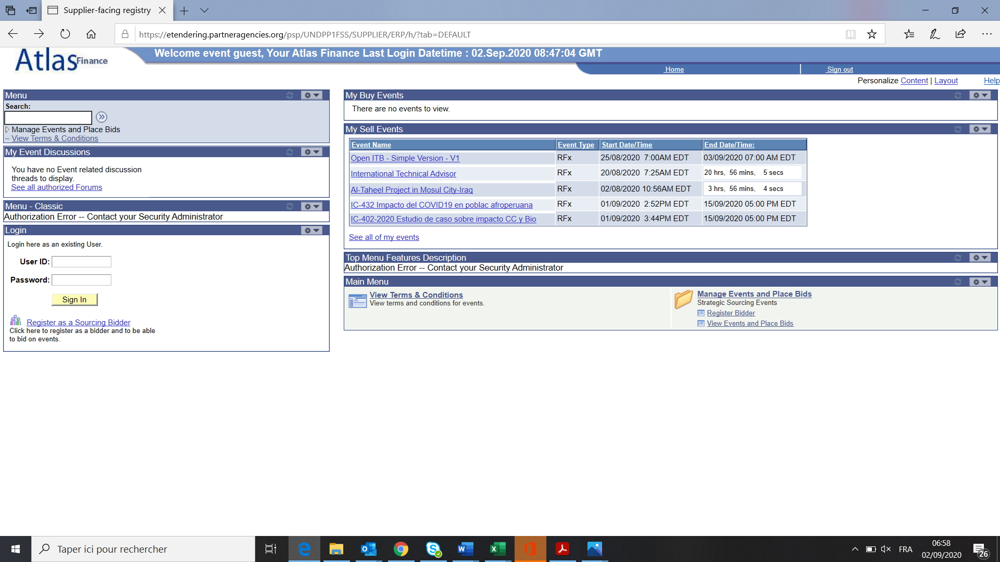 Supplier-facing registry
https://etendering.partneragencies.org/psp/UNDPP1FSS/SUPPLIER/ERP/h/?tab=DEFAULT
Atlas Finance
Welcome event guest, Your Atlas Finance Last Login Datetime : 02.Sep.2020 08:47:04 GMT
Home
Sign out
Personalize Content | Layout
Help
Menu
Search:
Manage Events and Place Bids
View Terms & Conditions
My Event Discussions
You have no Event related discussion
threads to display.
See all authorized Forums
Menu - Classic
Authorization Error -- Contact your Security Administrator
Login
Login here as an existing User.
User ID:
Password:
Sign In
Register as a Sourcing Bidder
Click here to register as a bidder and to be able
to bid on events.
My Buy Events
There are no events to view.
My Sell Events
Event Name Event Type Start Date/Time End Date/Time:
Open ITB - Simple Version - V1 RFx 25/08/2020 7:00AM EDT 03/09/2020 07:00 AM EDT
International Technical Advisor RFx 20/08/2020 7:25AM EDT 20 hrs, 56 mins, 5 secs
Al-Taheel Project in Mosul City-Iraq RFx 02/08/2020 10:56AM EDT 3 hrs, 56 mins, 4 secs
IC-432 Impacto del COVID19 en poblac afroperuana RFx 01/09/2020 2:52PM EDT 15/09/2020 05:00 PM EDT
IC-402-2020 Estudio de caso sobre impacto CC y Bio RFx 01/09/2020 3:44PM EDT 15/09/2020 05:00 PM EDT
See all of my events
Top Menu Features Description
Authorization Error -- Contact your Security Administrator
Main Menu
View Terms & Conditions
View terms and conditions for events.
Manage Events and Place Bids
Strategic Sourcing Events
Register Bidder
View Events and Place Bids
Taper ici pour rechercher
FRA
06:58
02/09/2020
26